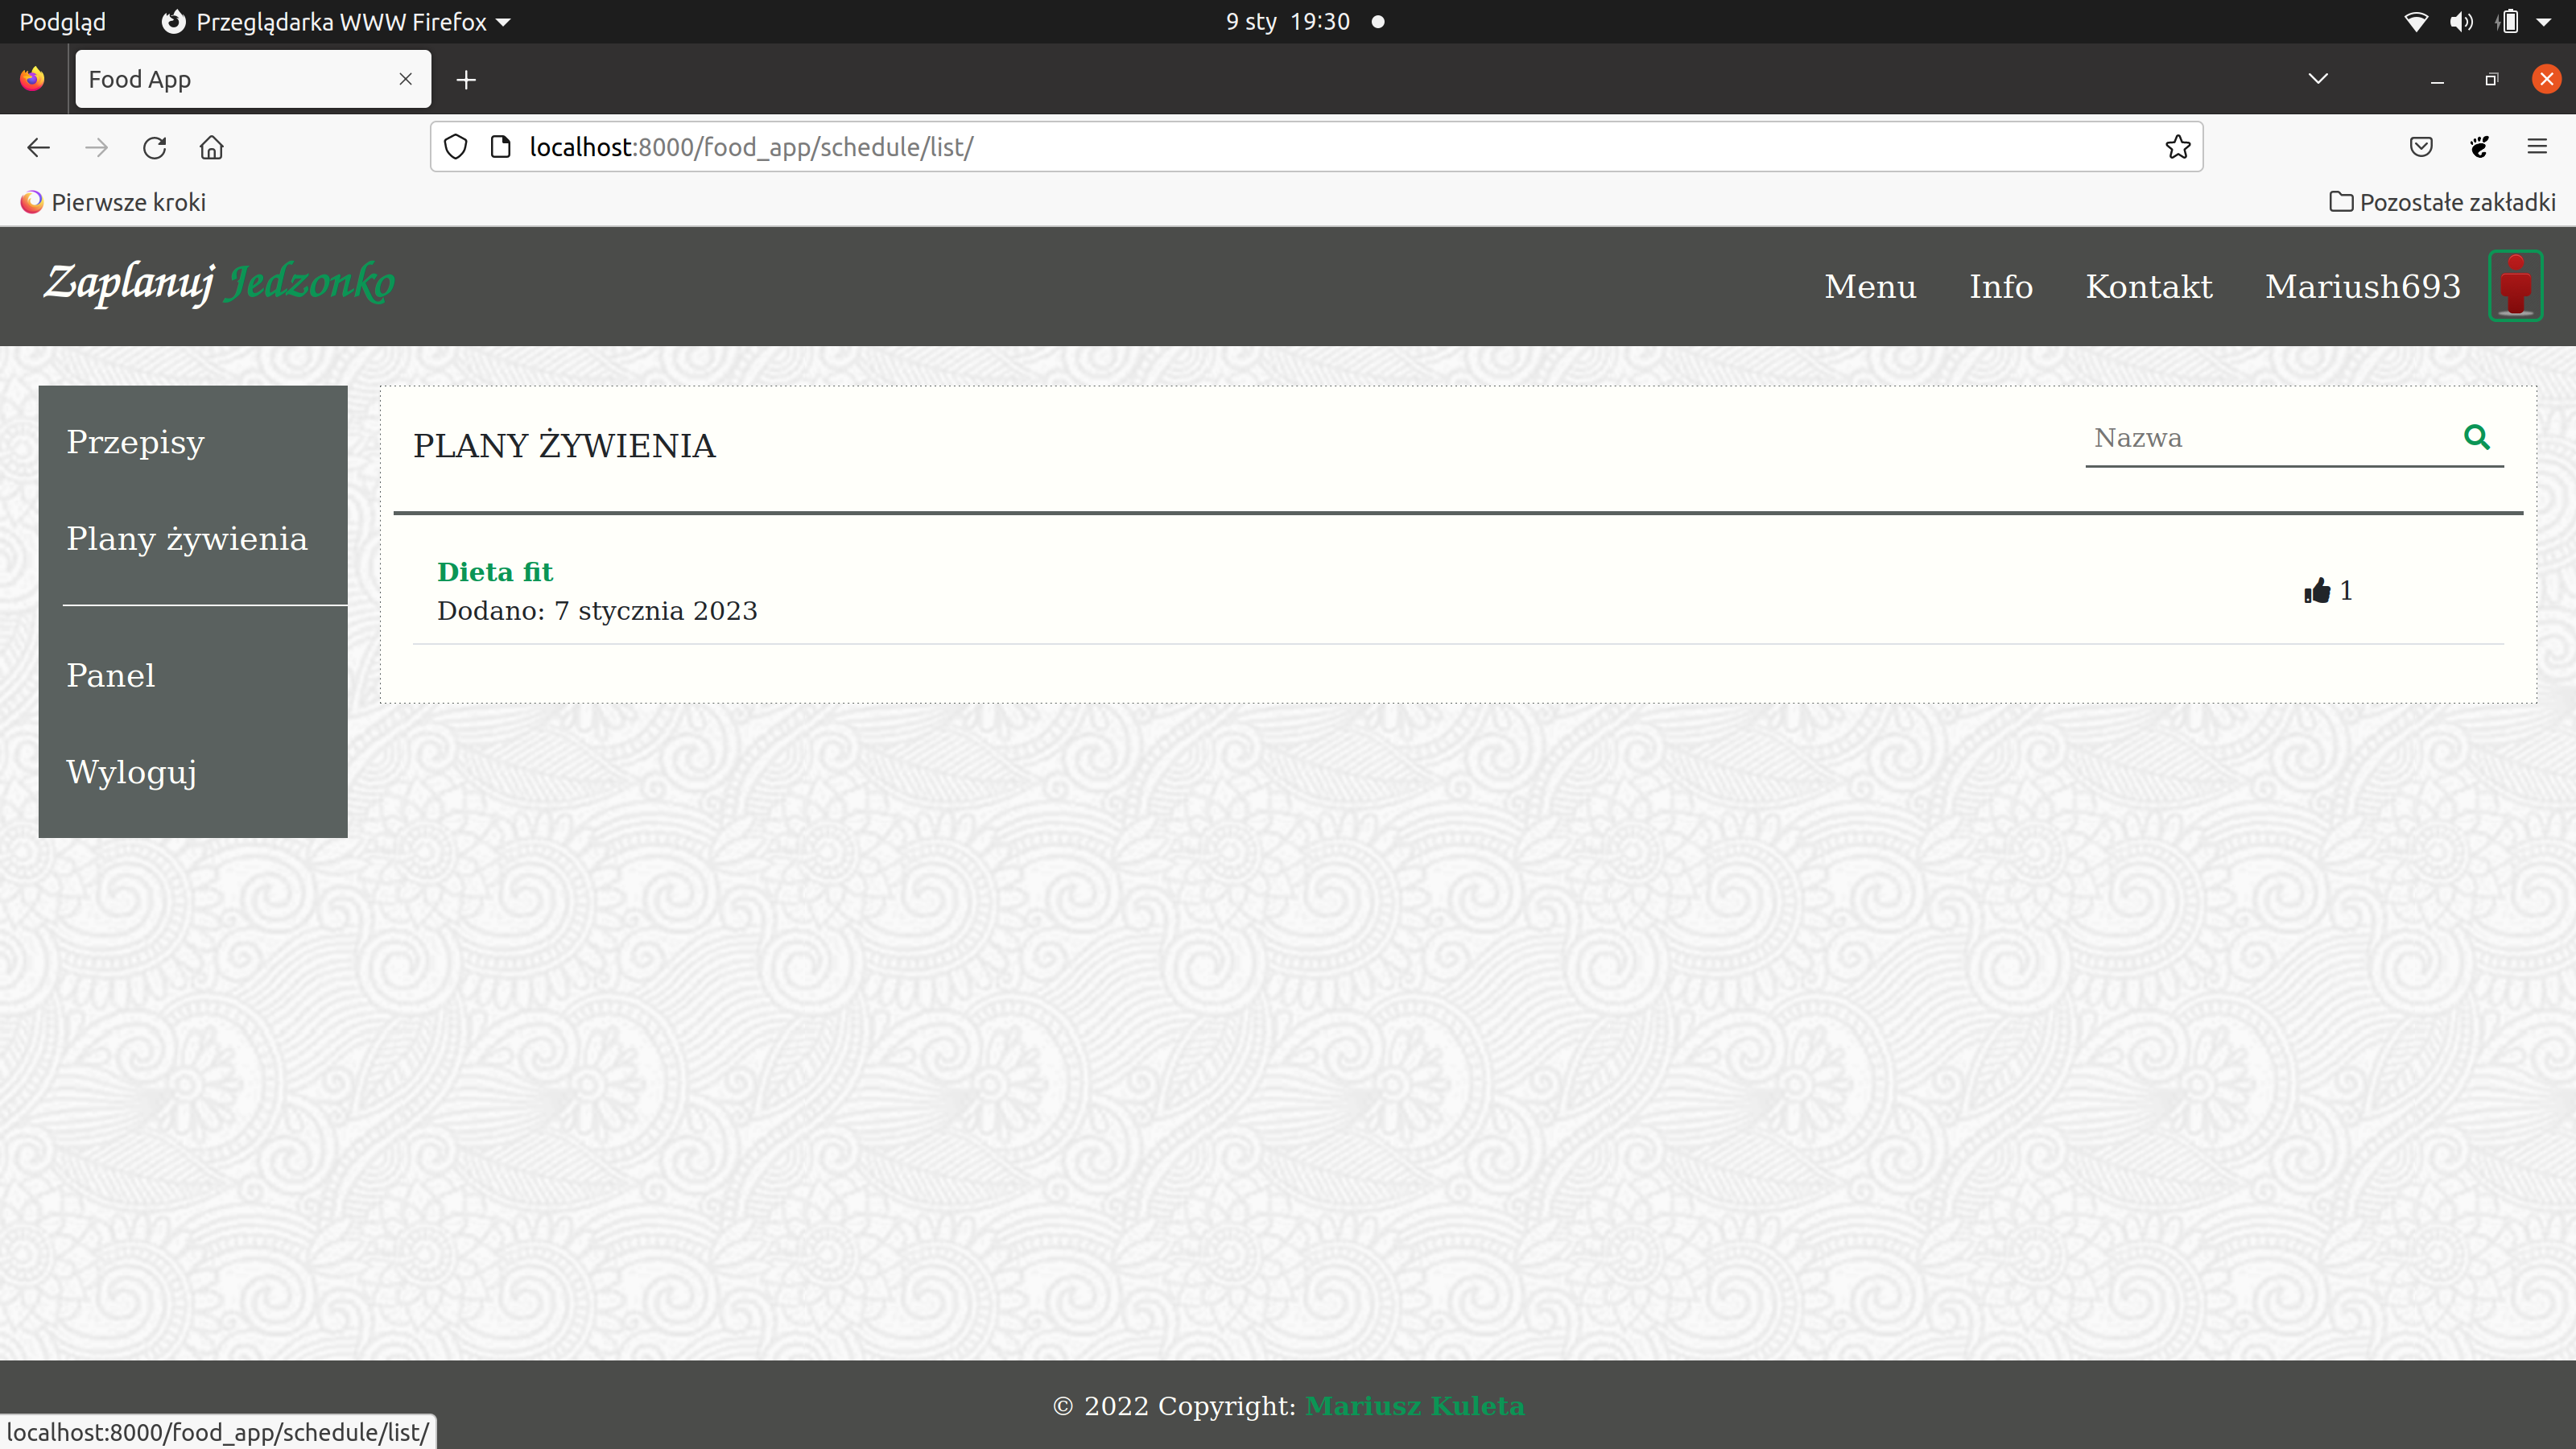 Podgląd
Przeglądarka WWW Firefox
9 sty 19:30
Food App
localhost:8000/food_app/schedule/list/
Pierwsze kroki
Pozostałe zakładki
Zaplanuj Jedzonko
Menu
Info
Kontakt
Mariush693
Przepisy
Plany żywienia
Panel
Wyloguj
PLANY ŻYWIENIA
Nazwa
Dieta fit
Dodano: 7 stycznia 2023
1
© 2022 Copyright: Mariusz Kuleta
localhost:8000/food_app/schedule/list/